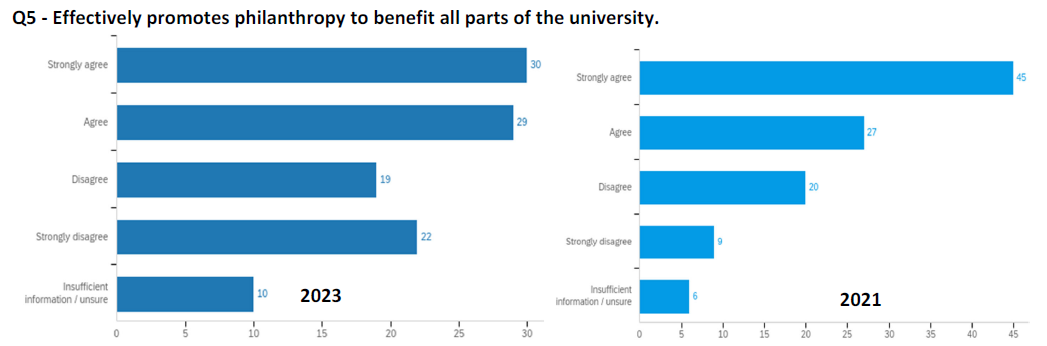 Q5 - Effectively promotes philanthropy to benefit all parts of the university.
Strongly agree
30
Agree
29
Disagree
19
Strongly disagree
22
Insufficient
information / unsure
10
2023
0 5 10 15 20 25 30
Strongly agree
45
Agree
27
Disagree
20
Strongly disagree
9
Insufficient
information / unsure
6
2021
0 5 10 15 20 25 30 35 40 45